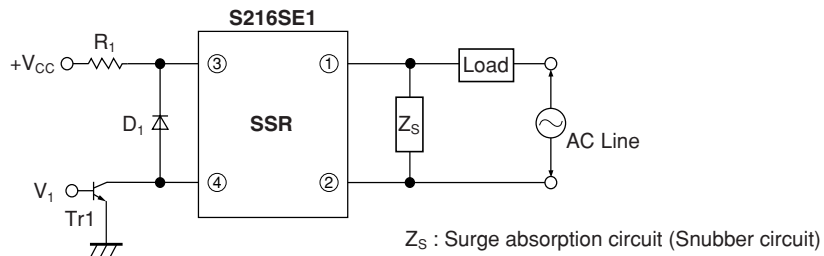 S216SE1
R1
+VCC
D1
V1
Tr1
③
④
SSR
①
②
ZS
Load
AC Line
ZS : Surge absorption circuit (Snubber circuit)